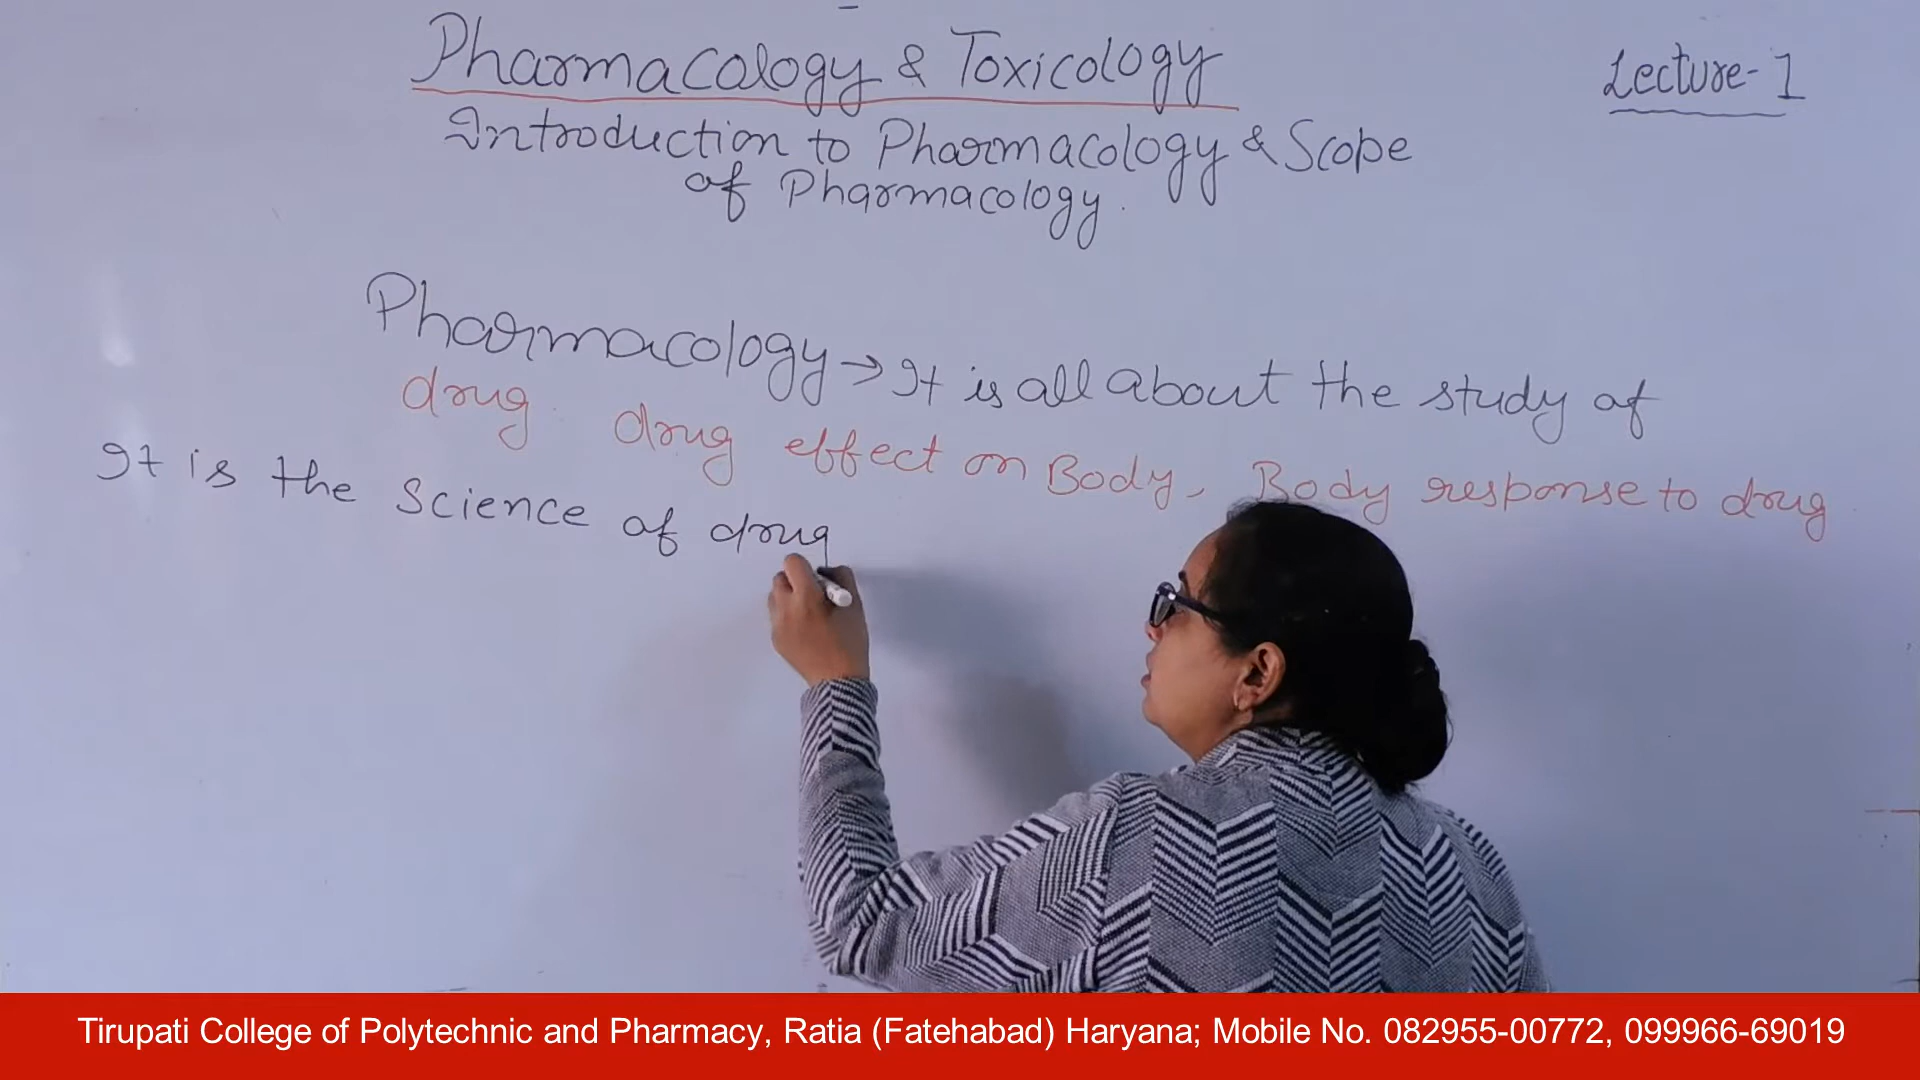 Pharmacology & Toxicology
Lecture-1
Introduction to Pharmacology & Scope
of Pharmacology.
Pharmacology → It is all about the study of
drug. drug effect on Body, Body response to drug
It is the Science of drug
Tirupati College of Polytechnic and Pharmacy, Ratia (Fatehabad) Haryana; Mobile No. 082955-00772, 099966-69019